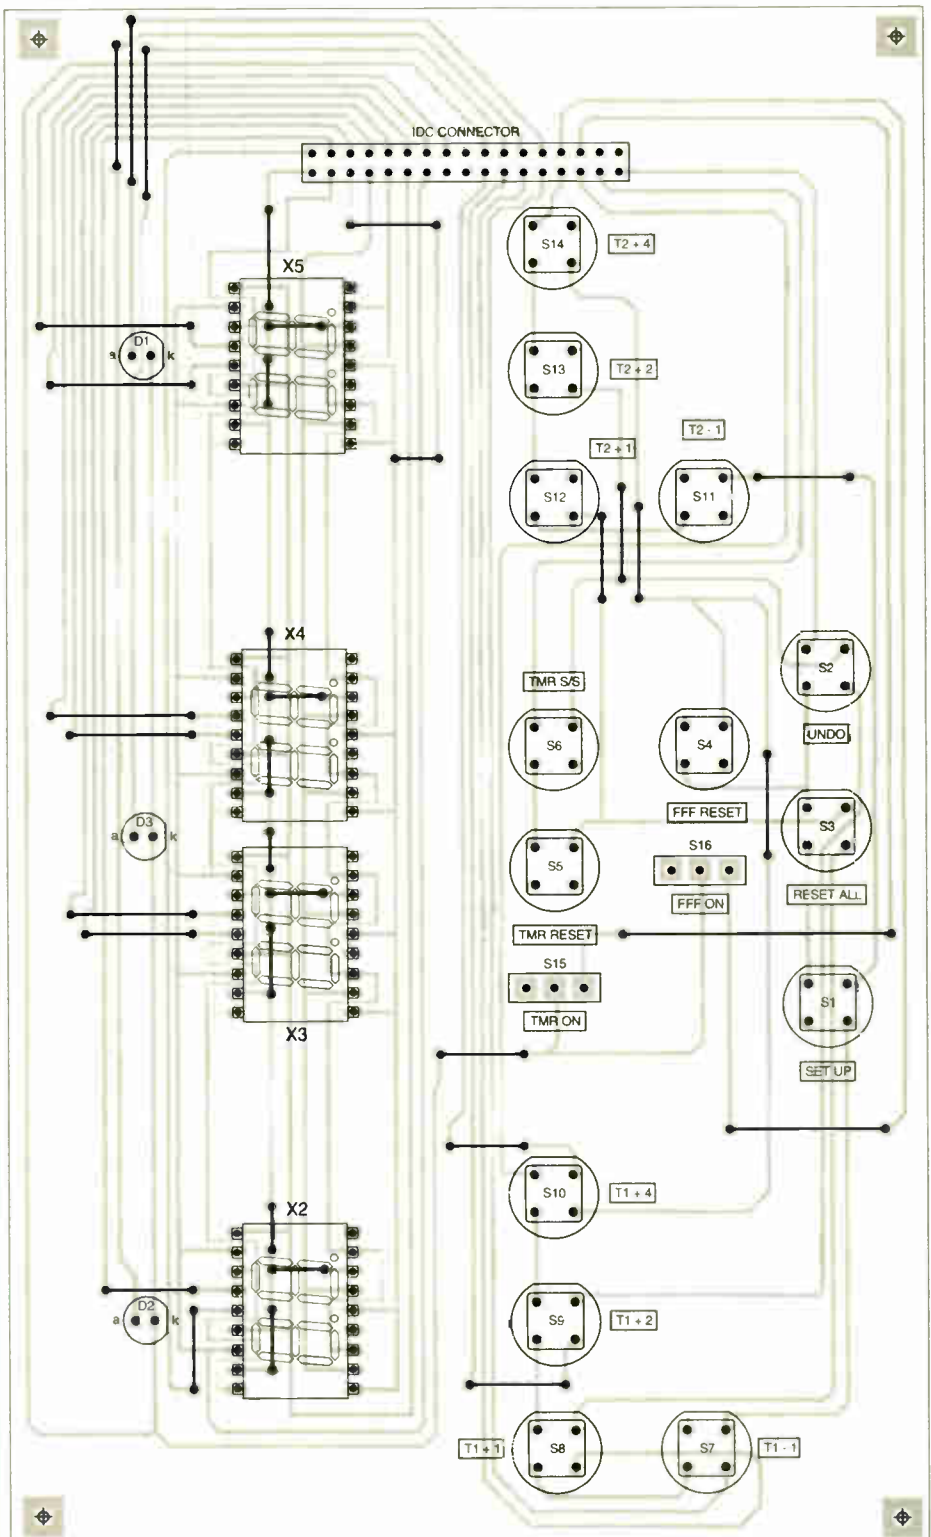 IDC CONNECTOR
S14
T2 + 4
X5
D1
a
k
S13
T2 + 2
T2 - 1
T2 + 1
S12
S11
X4
S2
TMR S/S
UNDO
S6
S4
FFF RESET
D3
a
k
S3
S16
S5
RESET ALL
FFF ON
TMR RESET
S15
S1
TMR ON
X3
SET UP
S10
T1 + 4
X2
D2
a
k
S9
T1 + 2
T1 + 1
S8
S7
T1 - 1